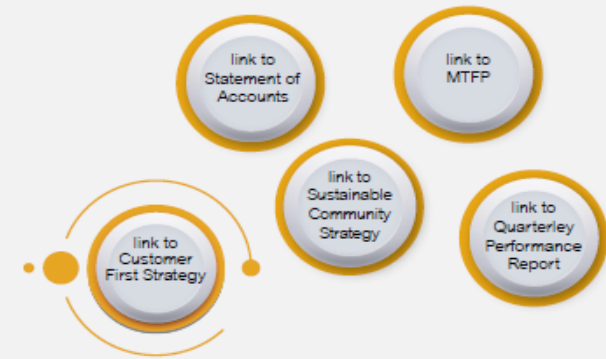 link to
Statement of
Accounts
link to
MTFP
link to
Sustainable
Community
Strategy
link to
Quarterley
Performance
Report
link to
Customer
First Strategy